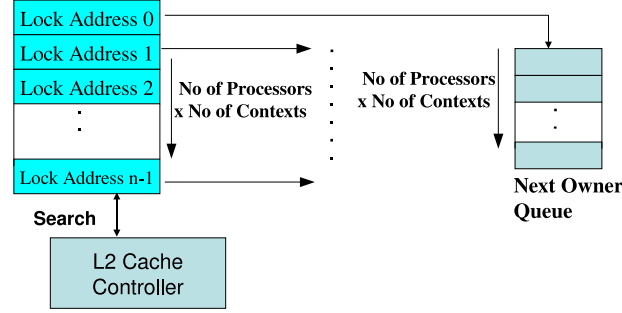 Lock Address 0
Lock Address 1
Lock Address 2
No of Processors
x No of Contexts
No of Processors
x No of Contexts
Lock Address n-1
Next Owner
Queue
Search
L2 Cache
Controller